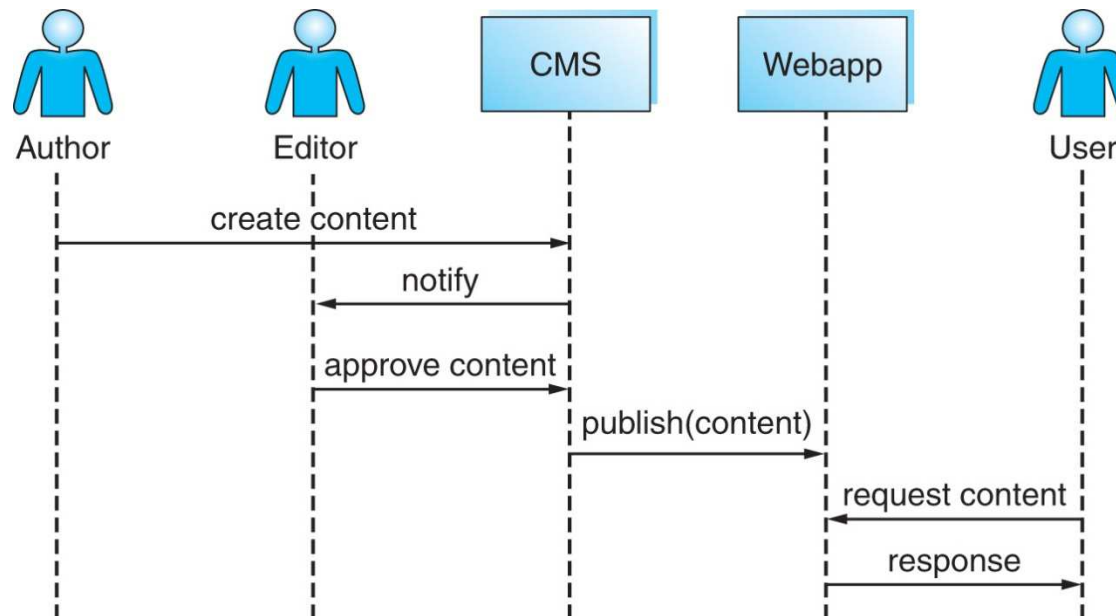 CMS
Webapp
Author
Editor
User
create content
notify
approve content
publish(content)
request content
response